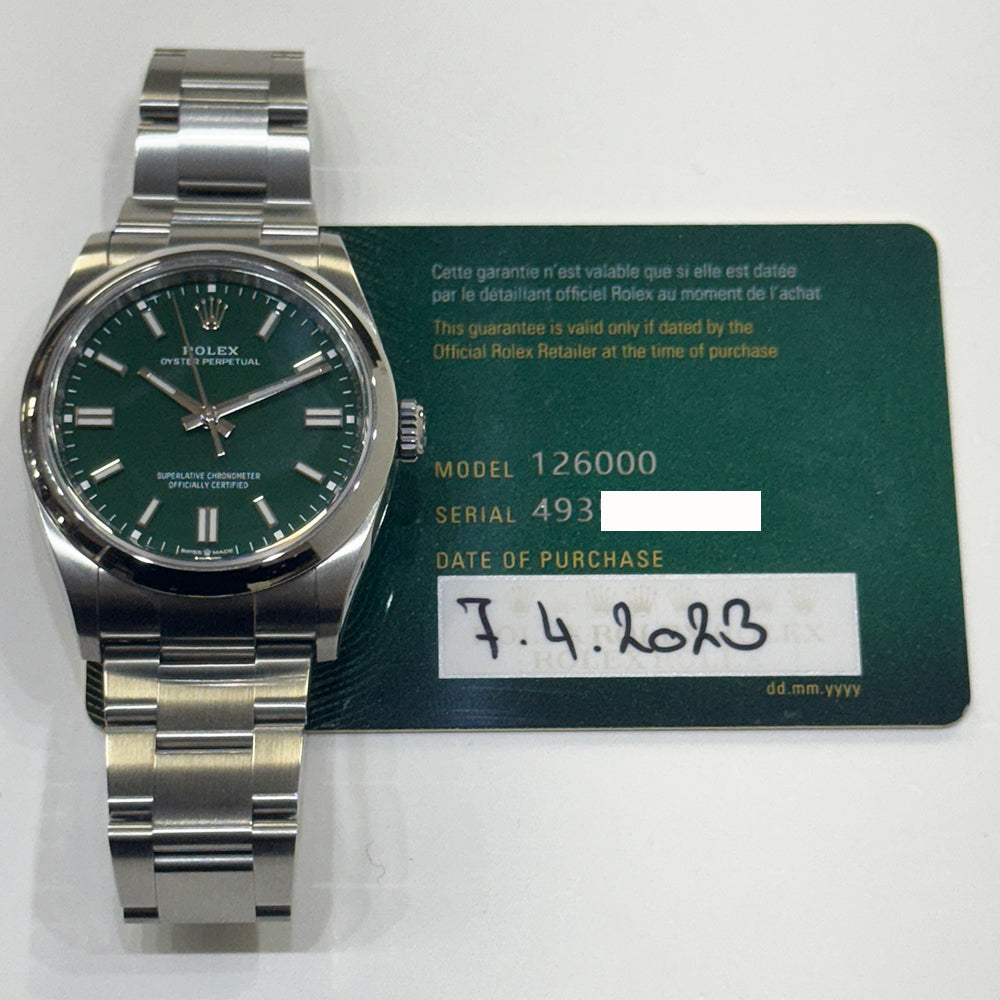 ROLEX
OYSTER PERPETUAL
SUPERLATIVE CHRONOMETER
OFFICIALLY CERTIFIED
SWISS MADE
Cette garantie n'est valable que si elle est datée
par le détaillant officiel Rolex au moment de l'achat
This guarantee is valid only if dated by the
Official Rolex Retailer at the time of purchase
MODEL 126000
SERIAL 493
DATE OF PURCHASE
7.4.2023
dd.mm.yyyy